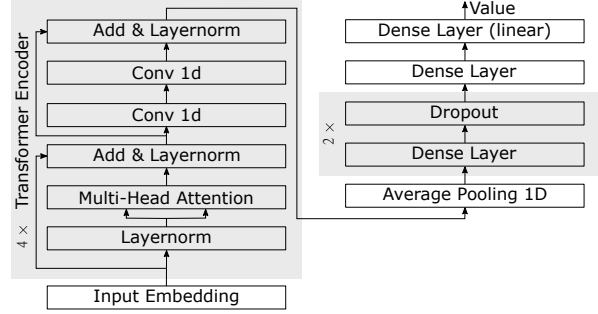 Add & Layernorm
Conv 1d
Conv 1d
Add & Layernorm
Multi-Head Attention
Layernorm
Input Embedding
4 ×
Transformer Encoder
Value
Dense Layer (linear)
Dense Layer
Dropout
Dense Layer
2 ×
Average Pooling 1D